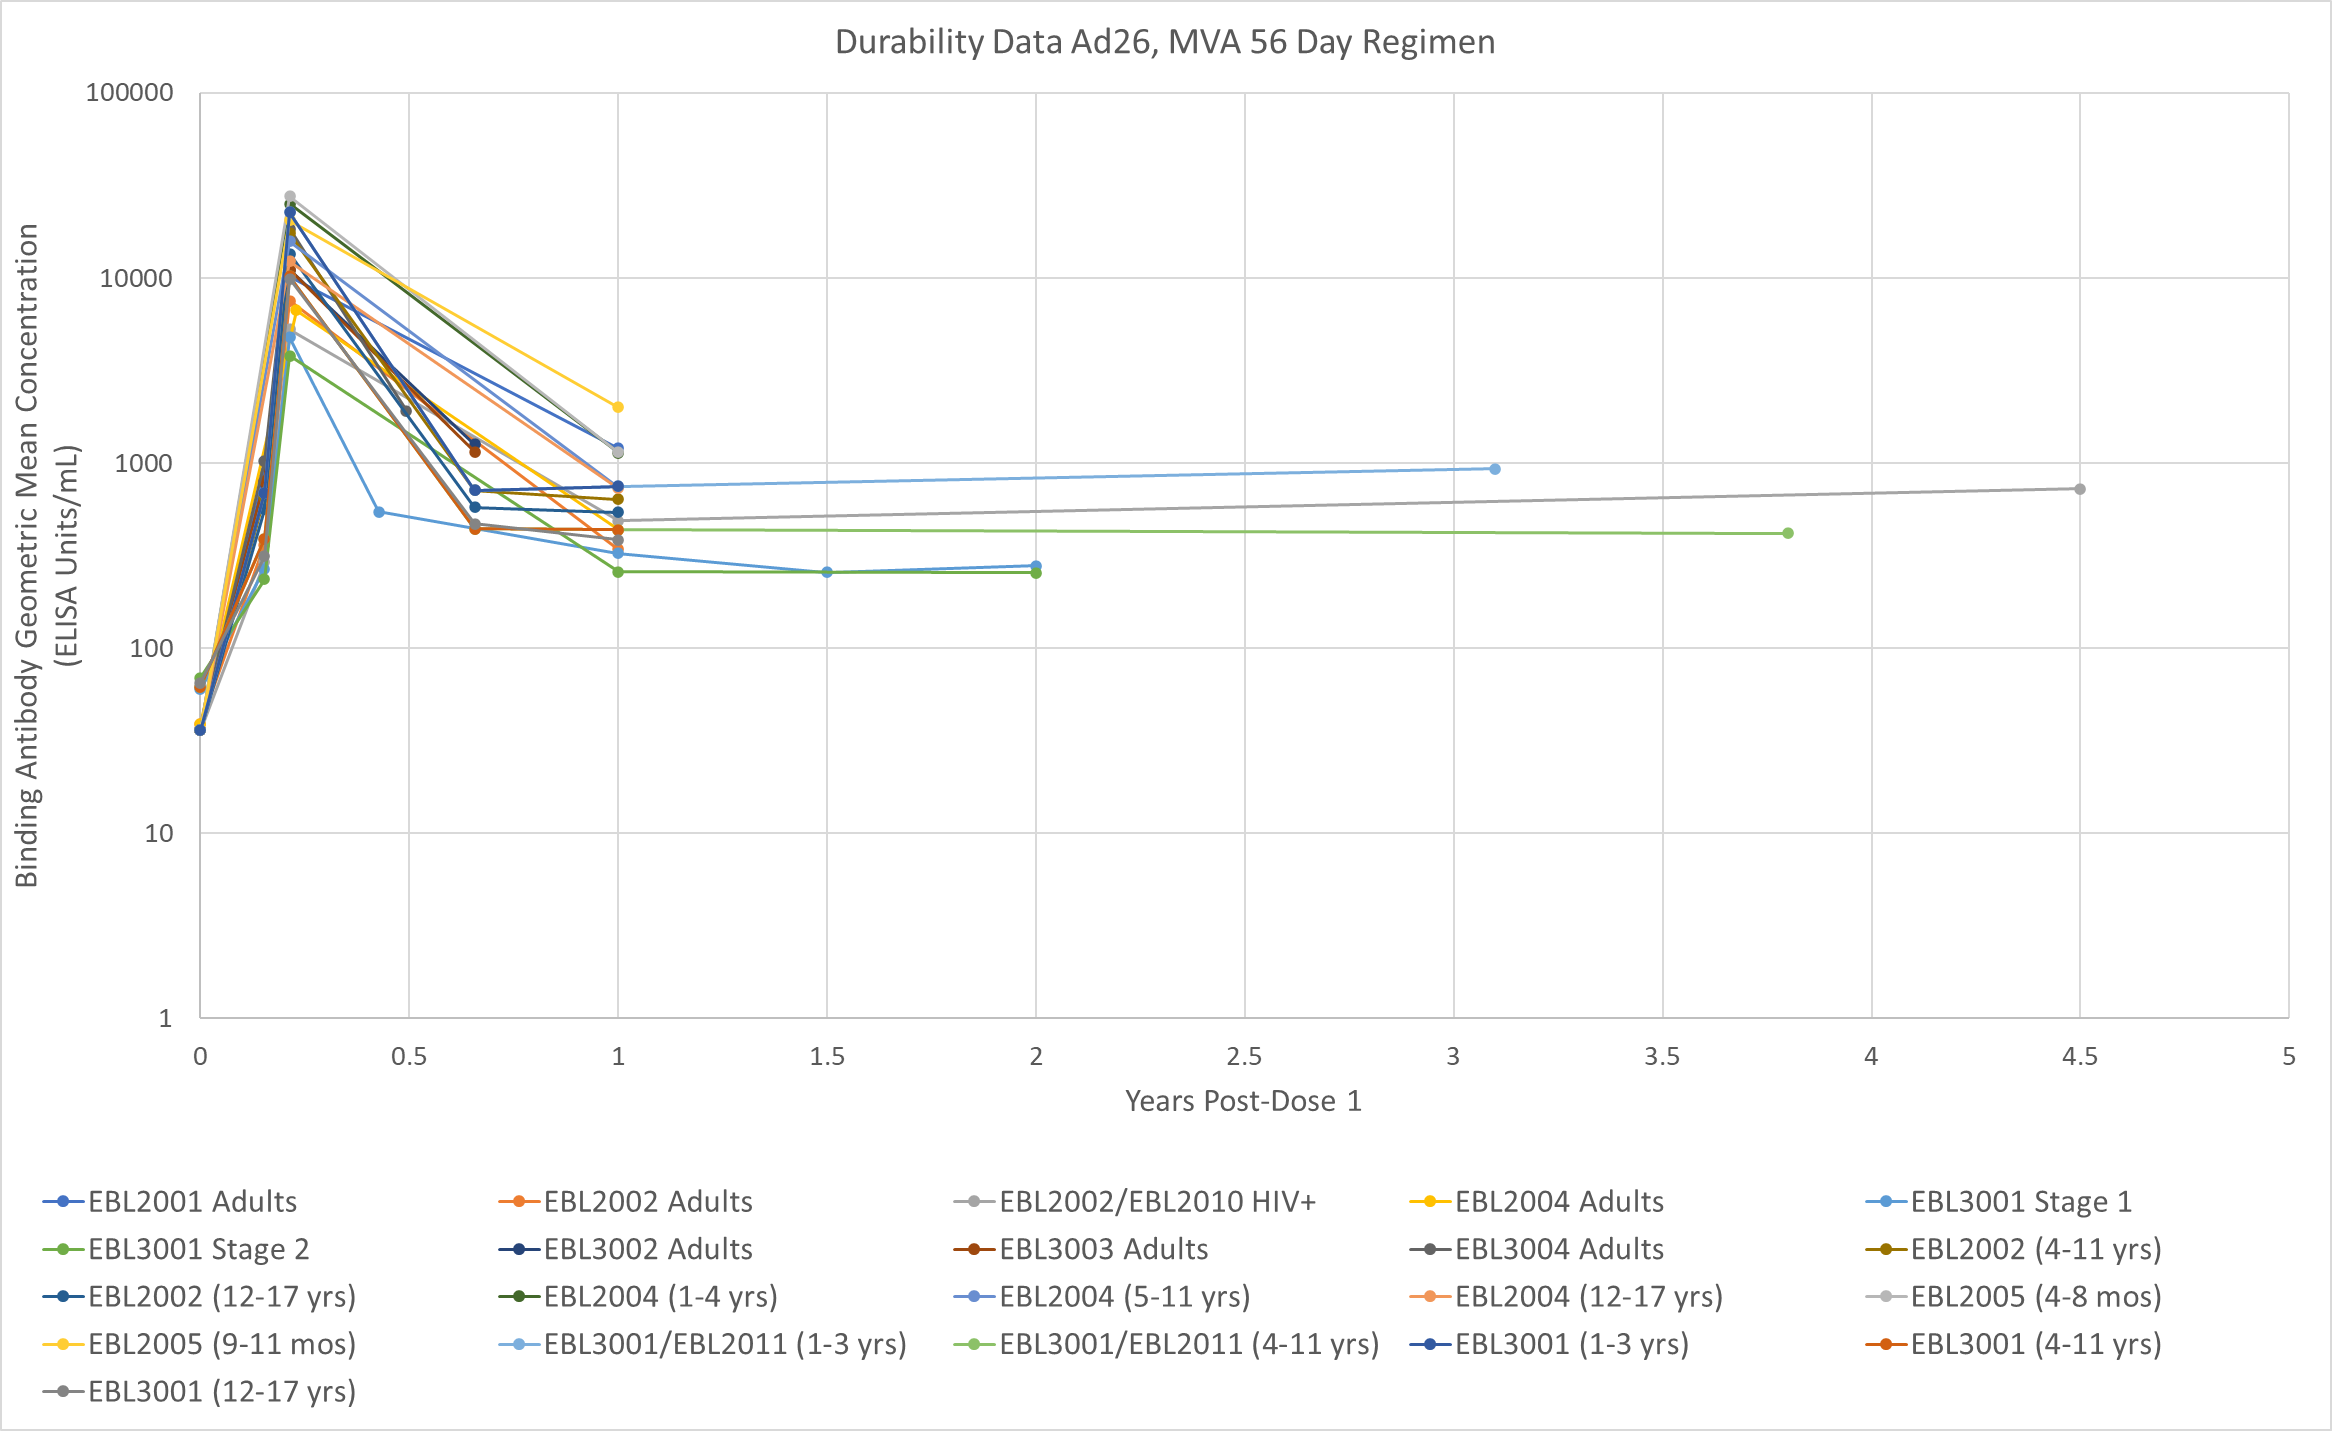 Durability Data Ad26, MVA 56 Day Regimen
Binding Antibody Geometric Mean Concentration
(ELISA Units/mL)
100000
10000
1000
100
10
1
0 0.5 1 1.5 2 2.5 3 3.5 4 4.5 5
Years Post-Dose 1
EBL2001 Adults EBL2002 Adults EBL2002/EBL2010 HIV+ EBL2004 Adults EBL3001 Stage 1
EBL3001 Stage 2 EBL3002 Adults EBL3003 Adults EBL3004 Adults EBL2002 (4-11 yrs)
EBL2002 (12-17 yrs) EBL2004 (1-4 yrs) EBL2004 (5-11 yrs) EBL2004 (12-17 yrs) EBL2005 (4-8 mos)
EBL2005 (9-11 mos) EBL3001/EBL2011 (1-3 yrs) EBL3001/EBL2011 (4-11 yrs) EBL3001 (1-3 yrs) EBL3001 (4-11 yrs)
EBL3001 (12-17 yrs)